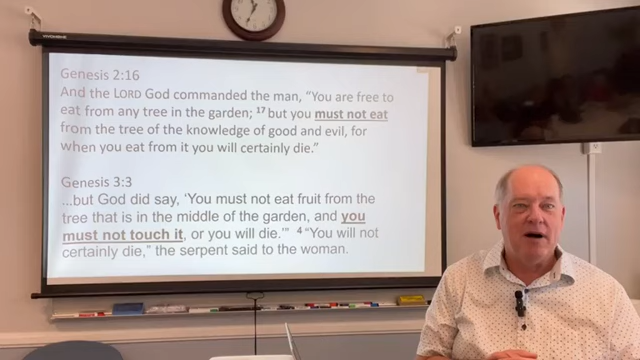 Genesis 2:16
And the LORD God commanded the man, “You are free to
eat from any tree in the garden; 17 but you must not eat
from the tree of the knowledge of good and evil, for
when you eat from it you will certainly die.”
Genesis 3:3
...but God did say, ‘You must not eat fruit from the
tree that is in the middle of the garden, and you
must not touch it, or you will die.’” 4 “You will not
certainly die,” the serpent said to the woman.